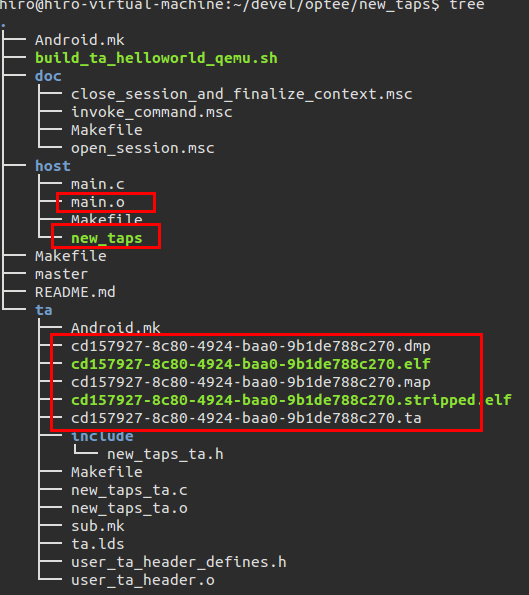 hiro@hiro-virtual-machine:~/devel/optee/new_taps$ tree
.
├── Android.mk
├── build_ta_helloworld_qemu.sh
├── doc
│   ├── close_session_and_finalize_context.msc
│   ├── invoke_command.msc
│   ├── Makefile
│   └── open_session.msc
├── host
│   ├── main.c
│   ├── main.o
│   ├── Makefile
│   └── new_taps
├── Makefile
├── master
├── README.md
└── ta
    ├── Android.mk
    ├── cd157927-8c80-4924-baa0-9b1de788c270.dmp
    ├── cd157927-8c80-4924-baa0-9b1de788c270.elf
    ├── cd157927-8c80-4924-baa0-9b1de788c270.map
    ├── cd157927-8c80-4924-baa0-9b1de788c270.stripped.elf
    ├── cd157927-8c80-4924-baa0-9b1de788c270.ta
    ├── include
    │   └── new_taps_ta.h
    ├── Makefile
    ├── new_taps_ta.c
    ├── new_taps_ta.o
    ├── sub.mk
    ├── ta.lds
    ├── user_ta_header_defines.h
    └── user_ta_header.o